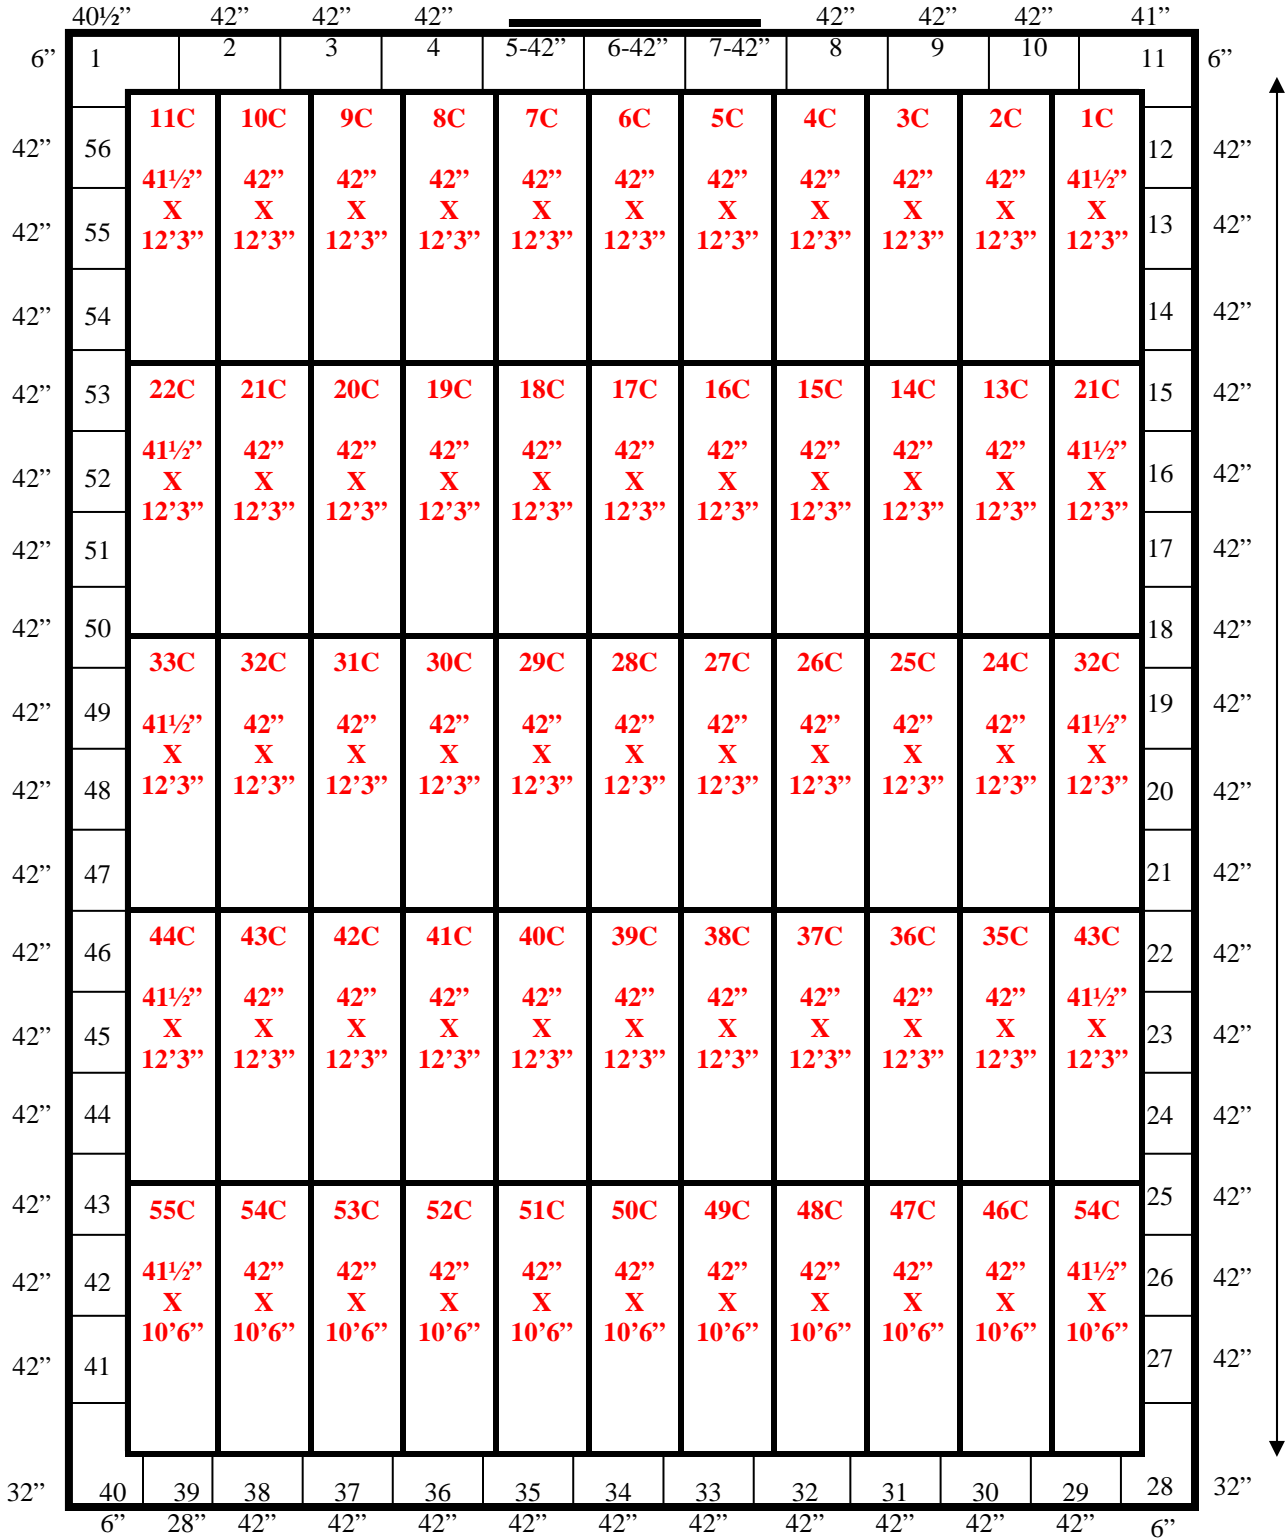 40½” 42” 42” 42” 42” 42” 42” 41”
6” 1 2 3 4 5-42” 6-42” 7-42” 8 9 10 11 6”
11C 10C 9C 8C 7C 6C 5C 4C 3C 2C 1C
42” 56 12 42”
41½” 42” 42” 42” 42” 42” 42” 42” 42” 42” 41½”
X X X X X X X X X X X
42” 55 13 42”
12’3” 12’3” 12’3” 12’3” 12’3” 12’3” 12’3” 12’3” 12’3” 12’3” 12’3”
42” 54 14 42”
42” 53 15 42”
22C 21C 20C 19C 18C 17C 16C 15C 14C 13C 21C
41½” 42” 42” 42” 42” 42” 42” 42” 42” 42” 41½”
42” 52 16 42”
X X X X X X X X X X X
12’3” 12’3” 12’3” 12’3” 12’3” 12’3” 12’3” 12’3” 12’3” 12’3” 12’3”
42” 51 17 42”
42” 50 18 42”
33C 32C 31C 30C 29C 28C 27C 26C 25C 24C 32C
42” 49 19 42”
41½” 42” 42” 42” 42” 42” 42” 42” 42” 42” 41½”
X X X X X X X X X X X
12’3” 12’3” 12’3” 12’3” 12’3” 12’3” 12’3” 12’3” 12’3” 12’3” 12’3”
42” 48 20 42”
42” 47 21 42”
44C 43C 42C 41C 40C 39C 38C 37C 36C 35C 43C
42” 46 22 42”
41½” 42” 42” 42” 42” 42” 42” 42” 42” 42” 41½”
X X X X X X X X X X X
42” 45 23 42”
12’3” 12’3” 12’3” 12’3” 12’3” 12’3” 12’3” 12’3” 12’3” 12’3” 12’3”
42” 44 24 42”
42” 43 25 42”
55C 54C 53C 52C 51C 50C 49C 48C 47C 46C 54C
41½” 42” 42” 42” 42” 42” 42” 42” 42” 42” 41½”
42” 42 26 42”
X X X X X X X X X X X
10’6” 10’6” 10’6” 10’6” 10’6” 10’6” 10’6” 10’6” 10’6” 10’6” 10’6”
42” 41 27 42”
32” 40 39 38 37 36 35 34 33 32 31 30 29 28 32”
6” 28” 42” 42” 42” 42” 42” 42” 42” 42” 42” 42” 6”